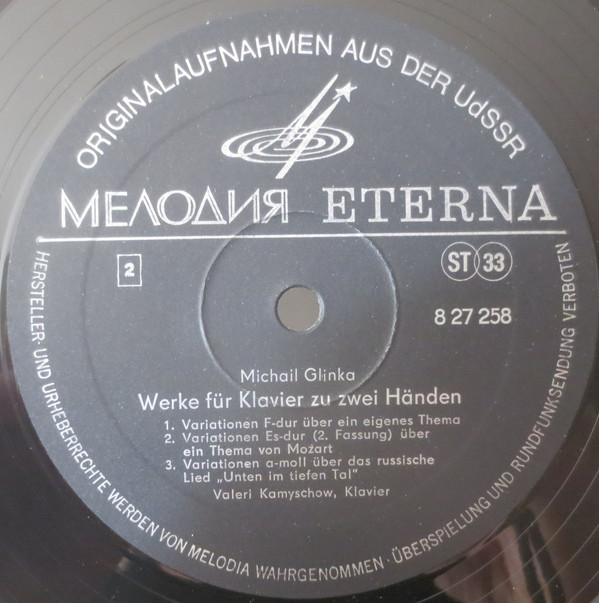 ORIGINALAUFNAHMEN AUS DER UdSSR
МЕЛОДИЯ ETERNA
2 ST 33
8 27 258
Michail Glinka
Werke für Klavier zu zwei Händen
1. Variationen F-dur über ein eigenes Thema
2. Variationen Es-dur (2. Fassung) über
ein Thema von Mozart
3. Variationen a-moll über das russische
Lied „Unten im tiefen Tal"
Valeri Kamyschow, Klavier
HERSTELLER- UND URHEBERRECHTE WERDEN VON MELODIA WAHRGENOMMEN · ÜBERSPIELUNG UND RUNDFUNKSENDUNG VERBOTEN